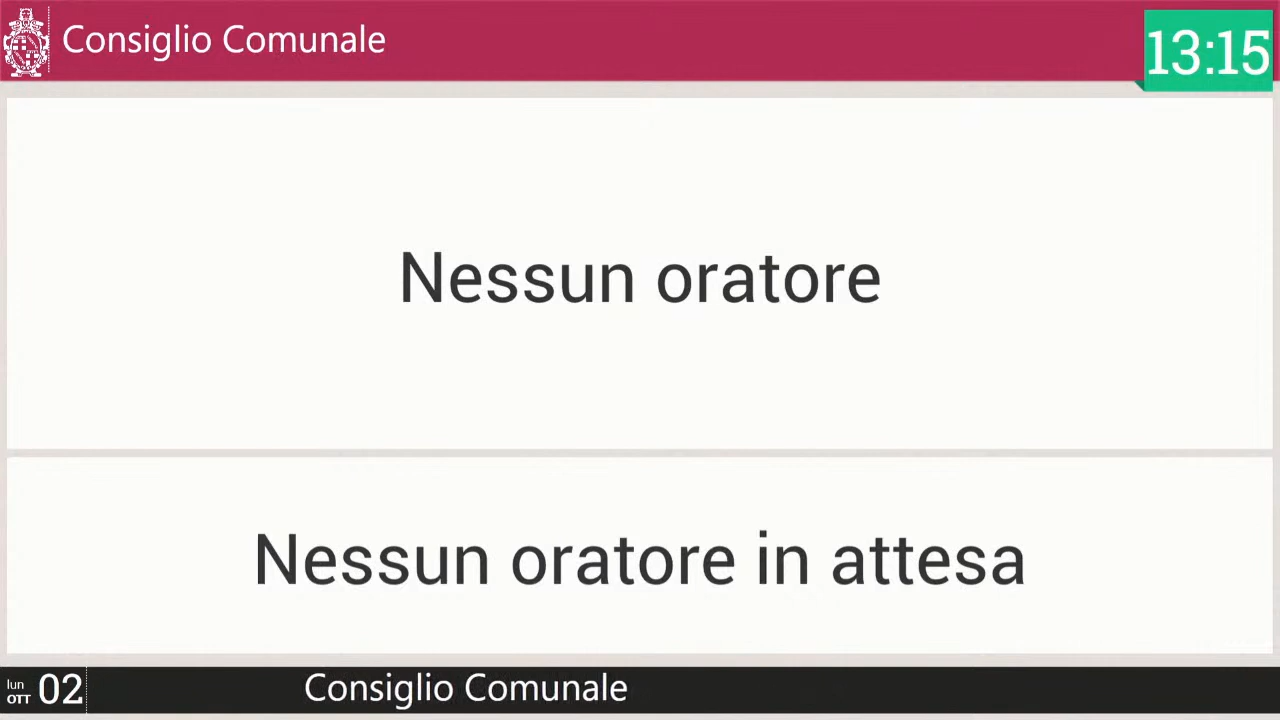 Consiglio Comunale
13:15
Nessun oratore
Nessun oratore in attesa
lun
OTT 02
Consiglio Comunale